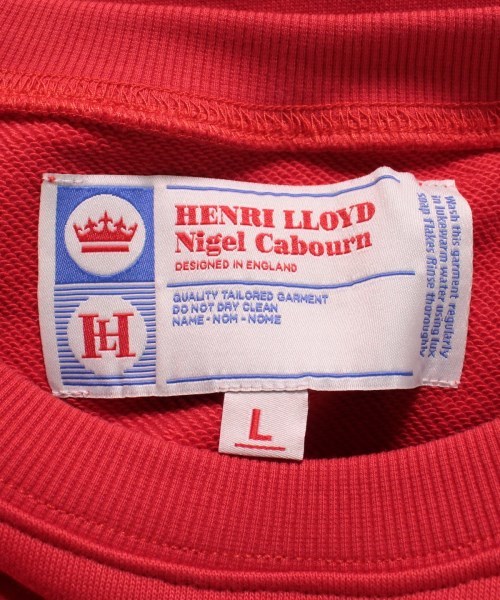 HENRI LLOYD
Nigel Cabourn
DESIGNED IN ENGLAND
QUALITY TAILORED GARMENT
DO NOT DRY CLEAN
NAME - NOM - NOME
HL
Wash this garment regularly
in lukewarm water using lux
soap flakes Rinse thoroughly
L